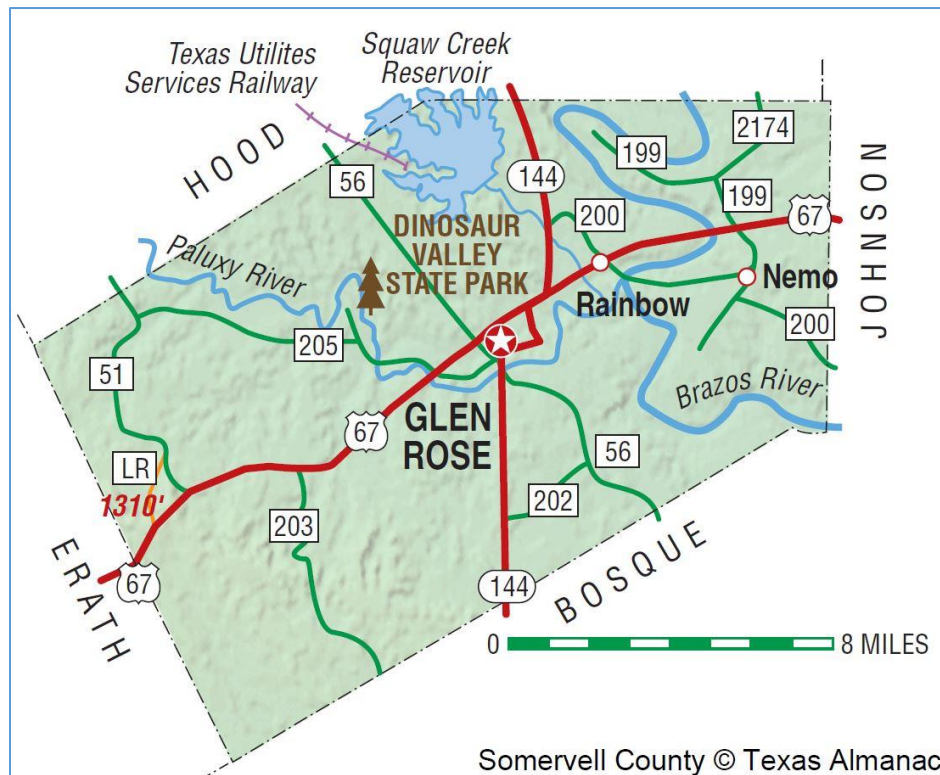 Texas Utilites
Services Railway
Squaw Creek
Reservoir
HOOD
56
144
199
2174
199
JOHNSON
67
200
DINOSAUR
VALLEY
STATE PARK
Paluxy River
Rainbow
Nemo
200
205
51
Brazos River
67
GLEN
ROSE
LR
1310'
56
202
203
ERATH
67
144
BOSQUE
0
8 MILES
Somervell County © Texas Almanac